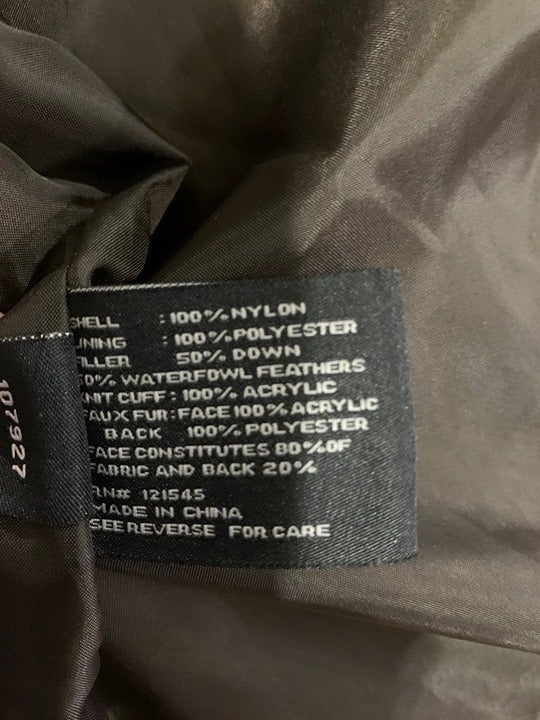 SHELL : 100% NYLON
LINING : 100% POLYESTER
FILLER 50% DOWN
50% WATERFOWL FEATHERS
KNIT CUFF: 100% ACRYLIC
FAUX FUR: FACE 100% ACRYLIC
BACK 100% POLYESTER
FACE CONSTITUTES 80% OF
FABRIC AND BACK 20%
RN# 121545
MADE IN CHINA
SEE REVERSE FOR CARE
107927